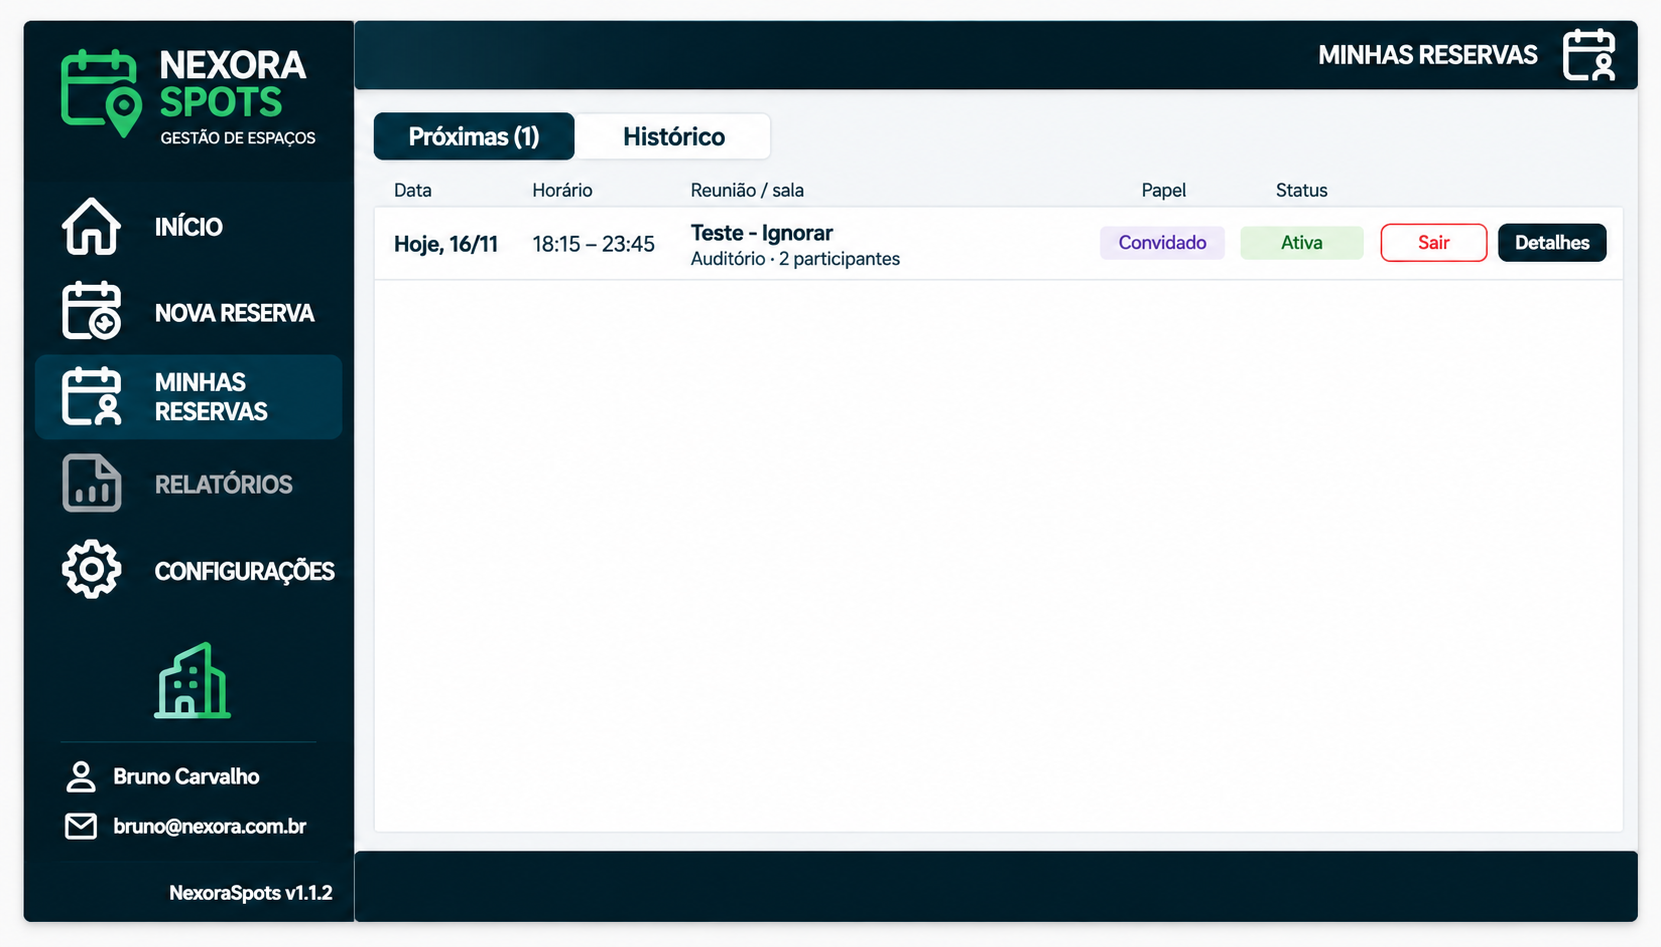 NEXORA
SPOTS
GESTÃO DE ESPAÇOS
INÍCIO
NOVA RESERVA
MINHAS
RESERVAS
RELATÓRIOS
CONFIGURAÇÕES
Bruno Carvalho
bruno@nexora.com.br
NexoraSpots v1.1.2
MINHAS RESERVAS
Próximas (1) Histórico
Data Horário Reunião / sala Papel Status
Hoje, 16/11 18:15 – 23:45 Teste - Ignorar Convidado Ativa Sair Detalhes
Auditório · 2 participantes